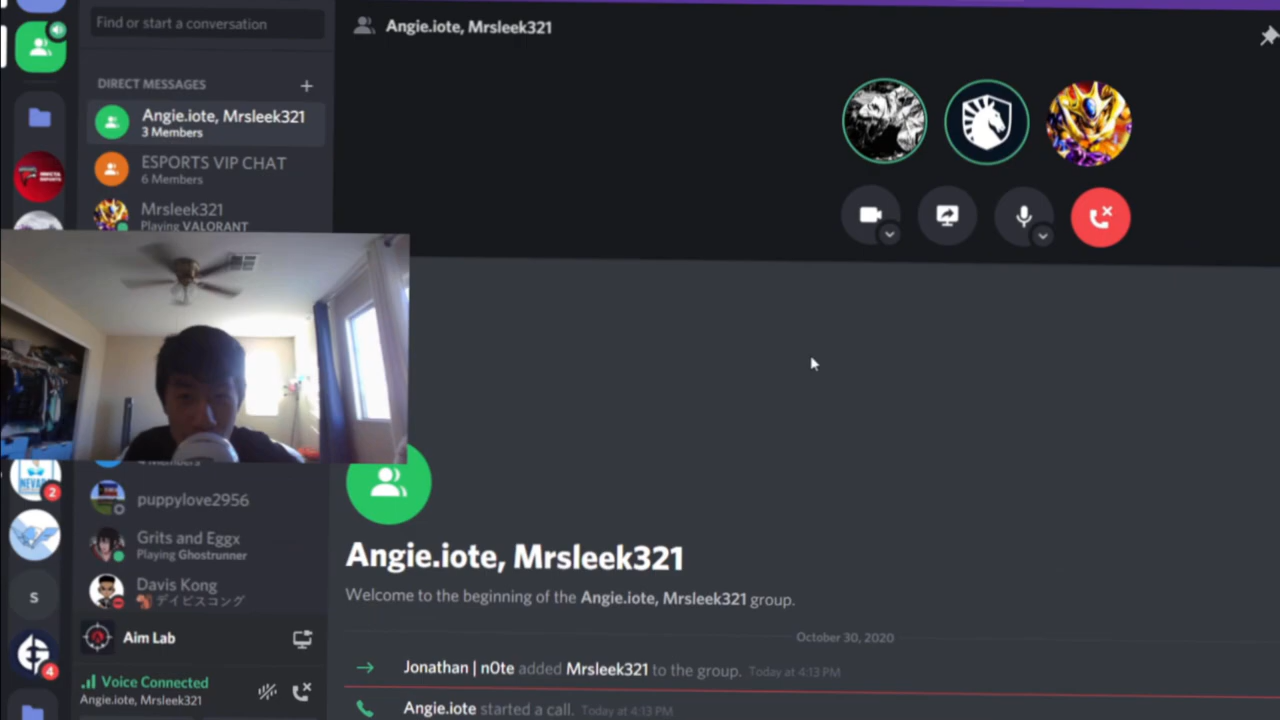 Find or start a conversation
DIRECT MESSAGES
Angie.iote, Mrsleek321
3 Members
ESPORTS VIP CHAT
6 Members
Mrsleek321
Playing VALORANT
puppylove2956
Grits and Eggx
Playing Ghostrunner
Davis Kong
デイビスコング
S
2
4
Aim Lab
Voice Connected
Angie.iote, Mrsleek321
Angie.iote, Mrsleek321
Angie.iote, Mrsleek321
Welcome to the beginning of the Angie.iote, Mrsleek321 group.
October 30, 2020
Jonathan | n0te added Mrsleek321 to the group. Today at 4:13 PM
Angie.iote started a call. Today at 4:13 PM